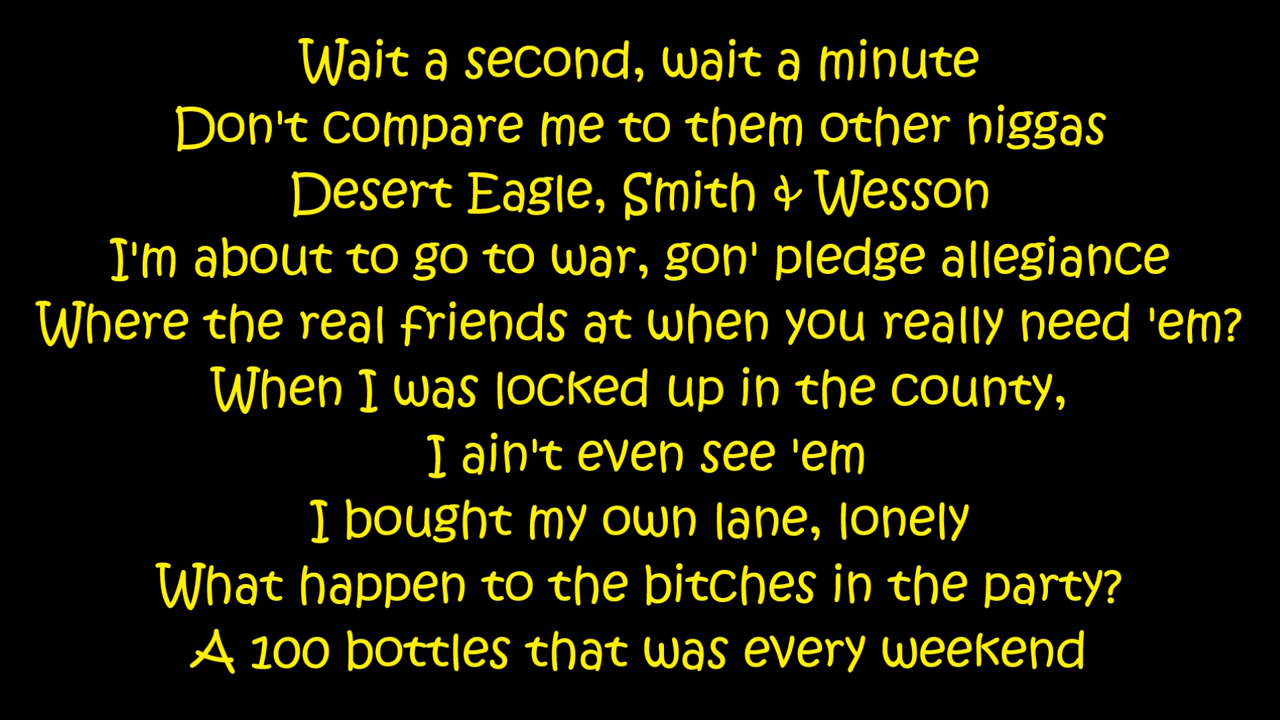 Wait a second, wait a minute
Don't compare me to them other niggas
Desert Eagle, Smith & Wesson
I'm about to go to war, gon' pledge allegiance
Where the real friends at when you really need 'em?
When I was locked up in the county,
I ain't even see 'em
I bought my own lane, lonely
What happen to the bitches in the party?
A 100 bottles that was every weekend